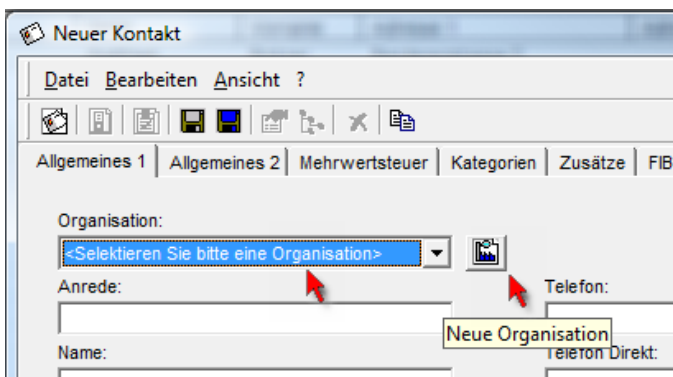 Neuer Kontakt
Datei Bearbeiten Ansicht ?
Allgemeines 1 Allgemeines 2 Mehrwertsteuer Kategorien Zusätze FIB
Organisation:
<Selektieren Sie bitte eine Organisation>
Anrede: Telefon:
Neue Organisation
Name: Telefon Direkt: